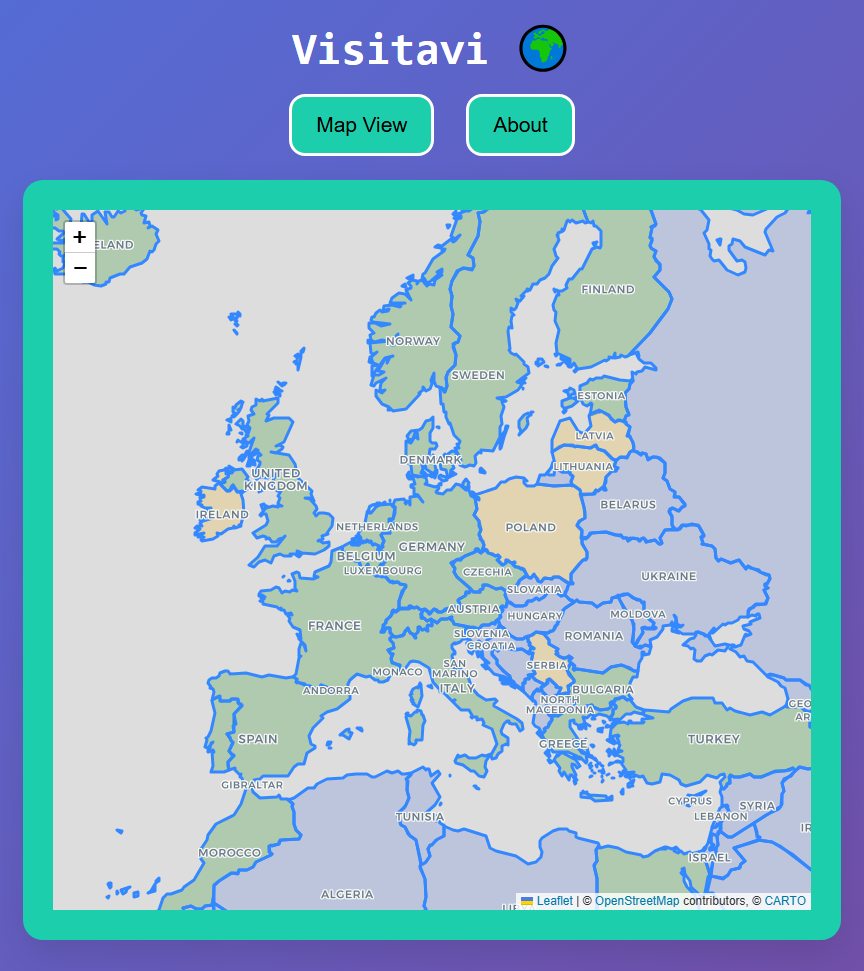 Visitavi
Map View
About
+
−
ELAND
FINLAND
NORWAY
SWEDEN
ESTONIA
LATVIA
DENMARK
LITHUANIA
UNITED
KINGDOM
BELARUS
IRELAND
NETHERLANDS
POLAND
GERMANY
BELGIUM
LUXEMBOURG
CZECHIA
UKRAINE
SLOVAKIA
AUSTRIA
HUNGARY
MOLDOVA
FRANCE
SLOVENIA
ROMANIA
CROATIA
SAN
MARINO
SERBIA
MONACO
ANDORRA
ITALY
BULGARIA
NORTH
MACEDONIA
GEO
AR
SPAIN
GREECE
TURKEY
GIBRALTAR
CYPRUS
SYRIA
LEBANON
TUNISIA
IR
MOROCCO
ISRAEL
ALGERIA
Leaflet | © OpenStreetMap contributors, © CARTO